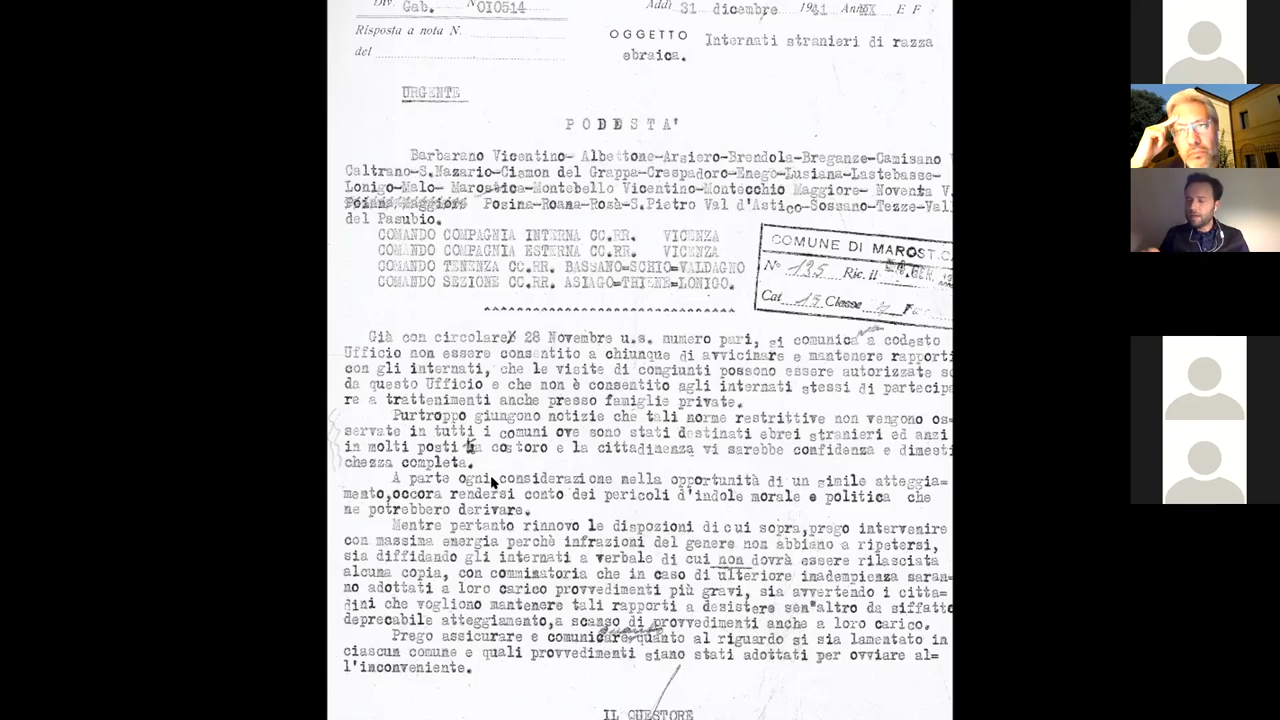 Div. Gab. N° 010514 Addì 31 dicembre 1941 Anno XX E F
Risposta a nota N. OGGETTO Internati stranieri di razza
del ebraica.
URGENTE
PODESTA'
Barbarano Vicentino- Albettone-Arsiero-Brendola-Breganze-Camisano V
Caltrano-S.Nazario-Cismon del Grappa-Crespadoro-Enego-Lusiana-Lastebasse-
Lonigo-Malo- Marostica-Montebello Vicentino-Montecchio Maggiore- Noventa V.
Poiana Maggiore Posina-Roana-Rozà-S.Pietro Val d'Astico-Sossano-Tezze-Val
del Pasubio.
COMANDO COMPAGNIA INTERNA CC.RR. VICENZA
COMANDO COMPAGNIA ESTERNA CC.RR. VICENZA
COMANDO TENENZA CC.RR. BASSANO=SCHIO=VALDAGNO
COMANDO SEZIONE CC.RR. ASIAGO=THIENE=LONIGO.
COMUNE DI MAROSTICA
N° 135 Ric. il GEN.
Cat 15 Classe 7
Già con circolare 28 Novembre u.s. numero pari, si comunica a codesto
Ufficio non essere consentito a chiunque di avvicinare e mantenere rapporti
con gli internati, che le visite di congiunti possono essere autorizzate so
da questo Ufficio e che non è consentito agli internati stessi di partecipa
re a trattenimenti anche presso famiglie private.
Purtroppo giungono notizie che tali norme restrittive non vengono os=
servate in tutti i comuni ove sono stati destinati ebrei stranieri ed anzi
in molti posti fra costoro e la cittadinenza vi sarebbe confidenza e dimesti
chezza completa.
A parte ogni considerazione nella opportunità di un simile atteggia=
mento,occora rendersi conto dei pericoli d'indole morale e politica che
ne potrebbero derivare.
Mentre pertanto rinnovo le dispozioni di cui sopra,prego intervenire
con massima energia perchè infrazioni del genere non abbiano a ripetersi,
sia diffidando gli internati a verbale di cui non dovrà essere rilasciata
alcuna copia, con comminatoria che in caso di ulteriore inadempienza saran=
no adottati a loro carico provvedimenti più gravi, sia avvertendo i citta=
dini che vogliono mantenere tali rapporti a desistere sen"altro da siffatto
deprecabile atteggiamento,a scanso di provvedimenti anche a loro carico.
quanto
Prego assicurare e comunicare quanto al riguardo si sia lamentato in
ciascun comune e quali provvedimenti siano stati adottati per ovviare al=
l'inconveniente.
IL QUESTORE